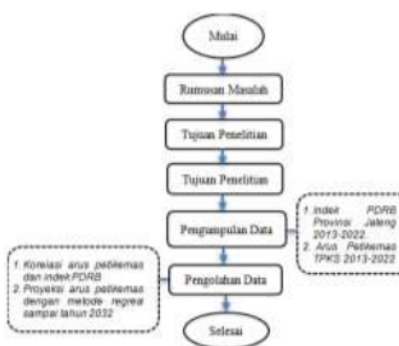 Mulai
Rumusan Masalah
Tujuan Penelitian
Tujuan Penelitian
Pengumpulan Data
1. Indek PDRB
Provinsi Jateng
2013-2022.
2. Arus Petikemas
TPKS 2013-2022
1. Korelasi arus petikemas
dan indek PDRB
2. Proyeksi arus petikemas
dengan metode regresi
sampai tahun 2032
Pengolahan Data
Selesai